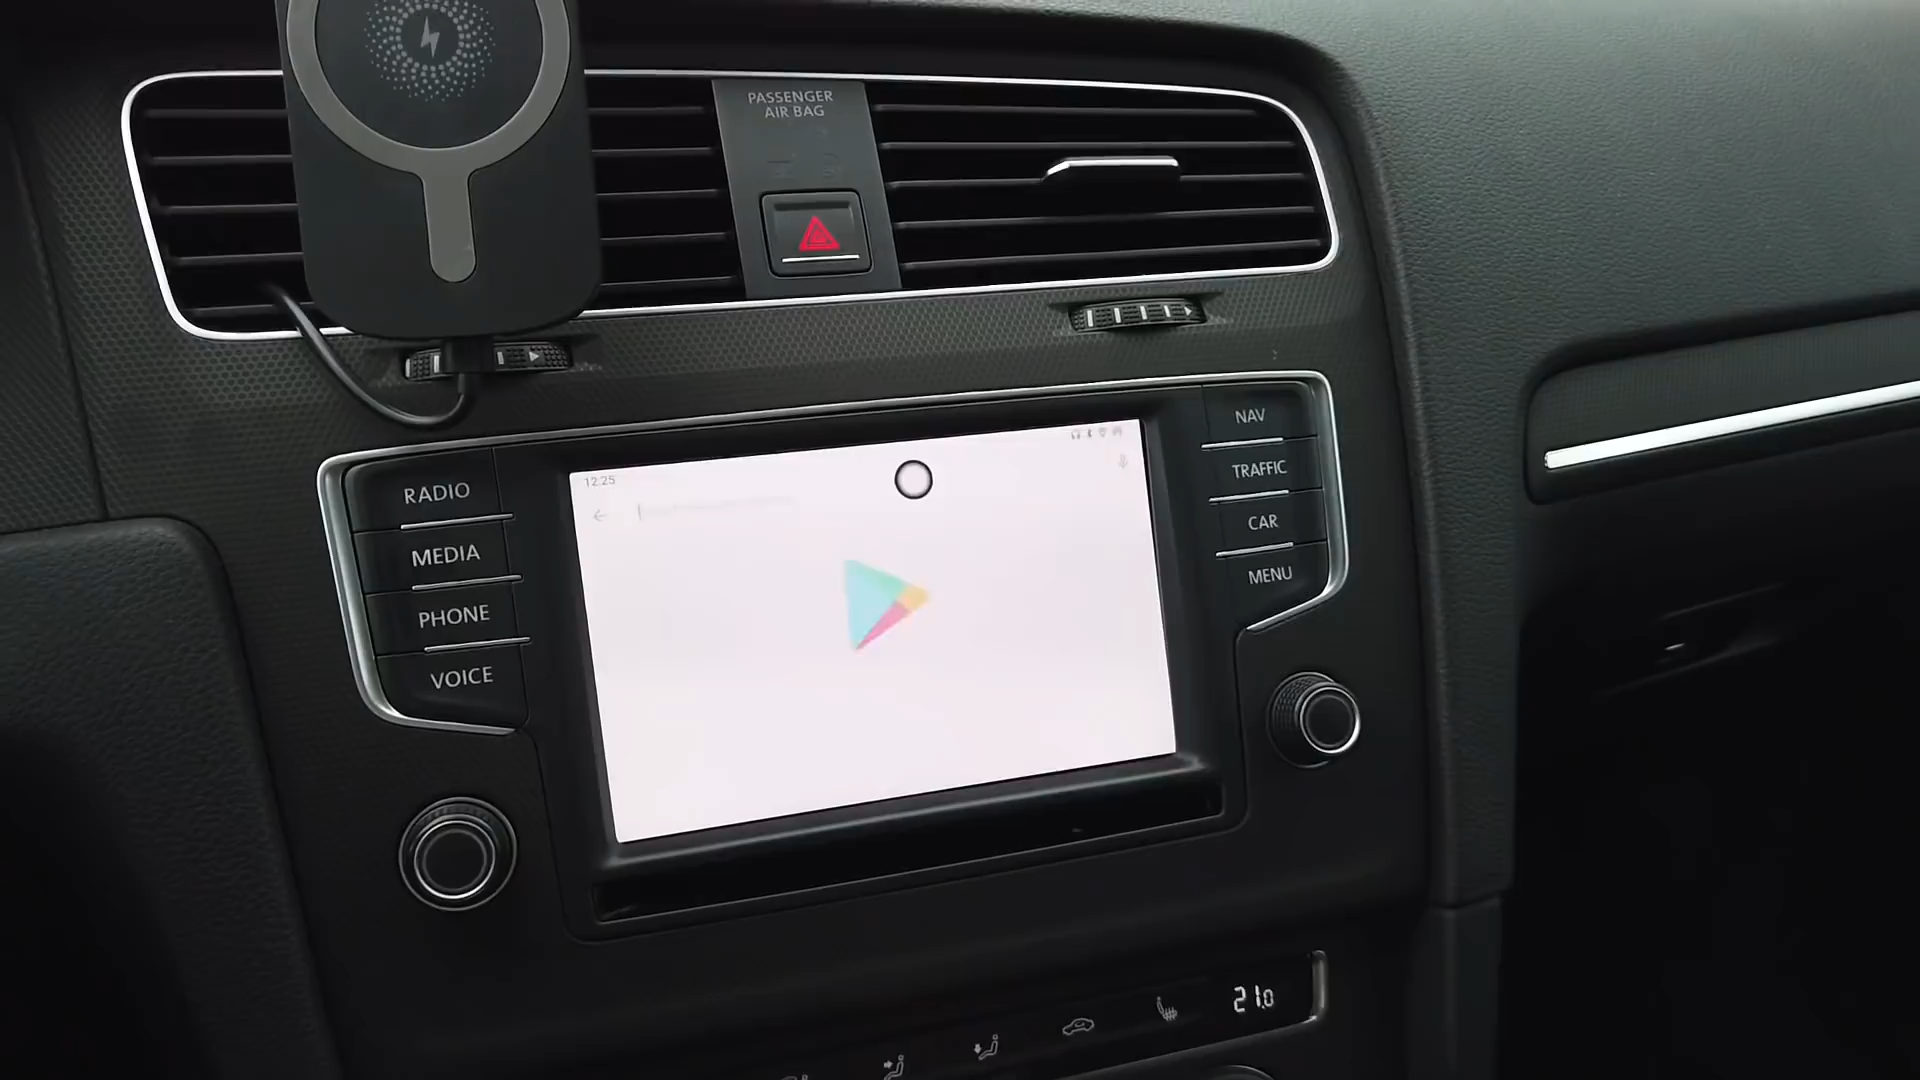 PASSENGER
AIR BAG
RADIO
MEDIA
PHONE
VOICE
12:25
NAV
TRAFFIC
CAR
MENU
21.0